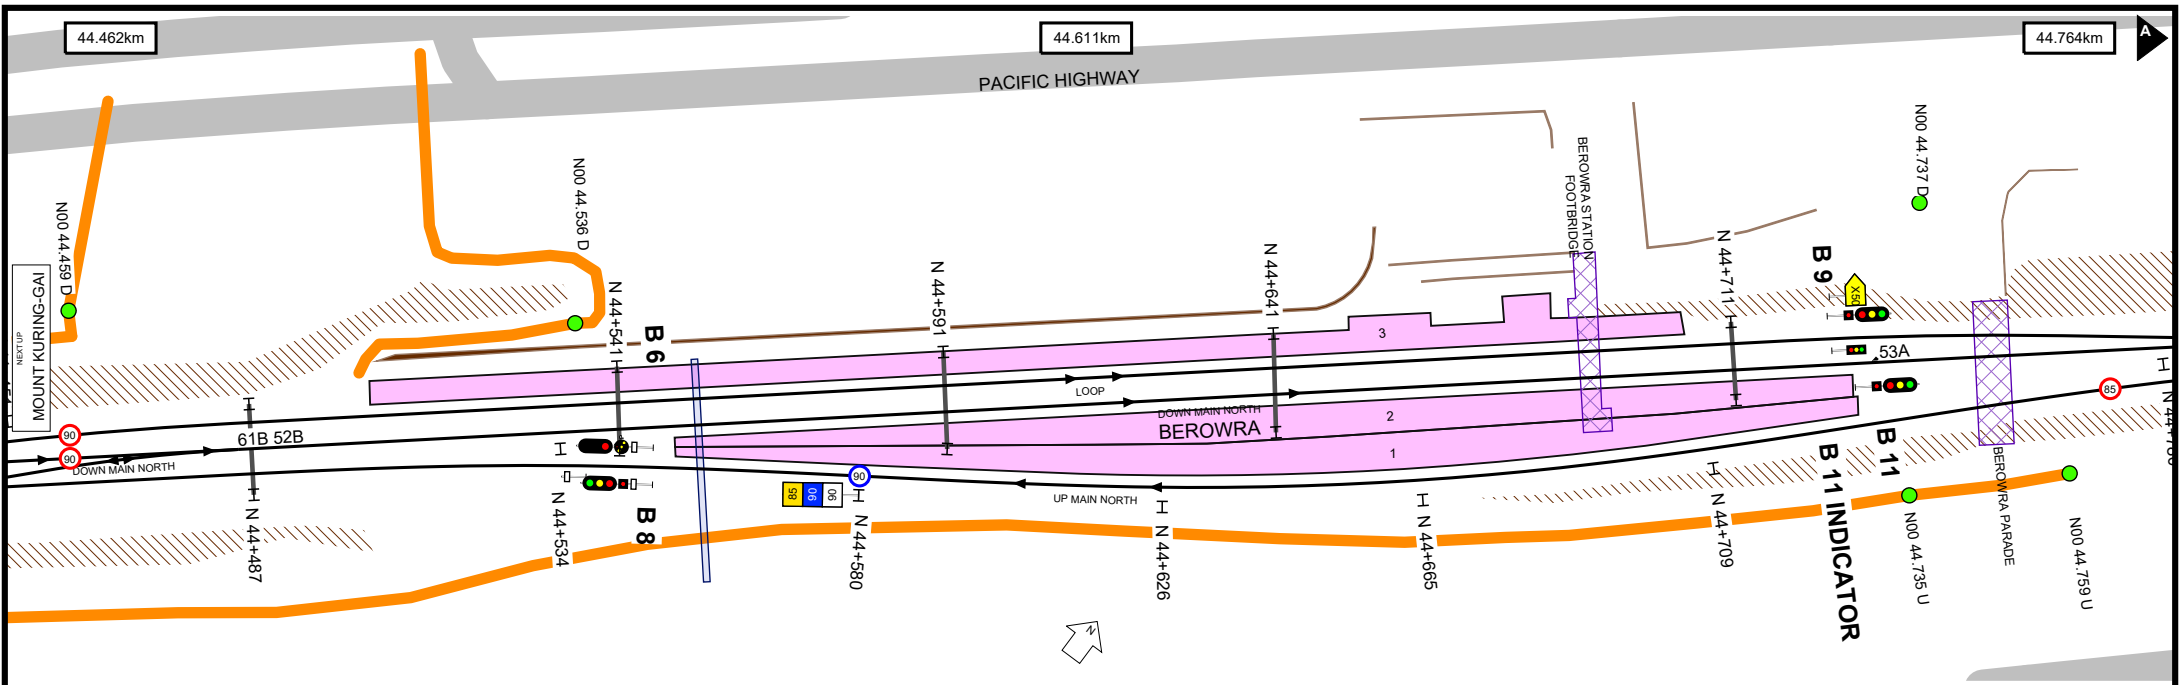 44.462km
44.611km
44.764km
A
PACIFIC HIGHWAY
N00 44.459 D
N00 44.536 D
N 44+541
B 6
N 44+591
N 44+641
BEROWRA STATION
FOOTBRIDGE
N 44+711
B 9
X50
N00 44.737 D
NEXT UP
MOUNT KURING-GAI
90
90
61B 52B
DOWN MAIN NORTH
3
LOOP
DOWN MAIN NORTH
BEROWRA
2
1
53A
85
90
85
90
90
UP MAIN NORTH
N 44+487
N 44+534
B 8
N 44+580
N 44+626
N 44+665
N 44+709
B 11 INDICATOR
B 11
N00 44.735 U
BEROWRA PARADE
N00 44.759 U
N